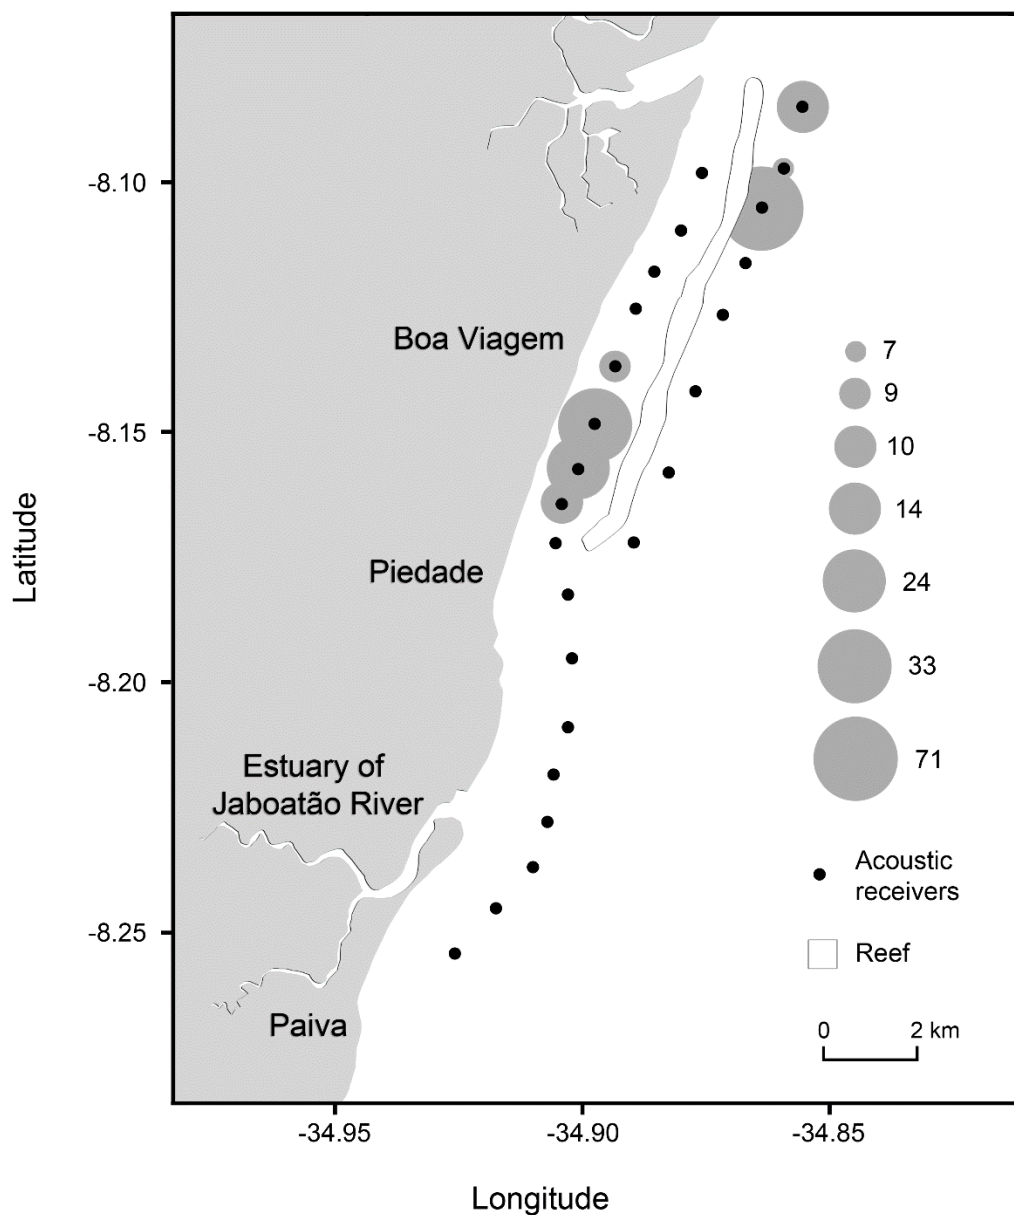 -8.10
Boa Viagem
7
9
-8.15
10
14
Latitude
Piedade
24
33
-8.20
Estuary of
Jaboatão River
71
Acoustic
receivers
-8.25
Reef
Paiva
0 2 km
-34.95 -34.90 -34.85
Longitude